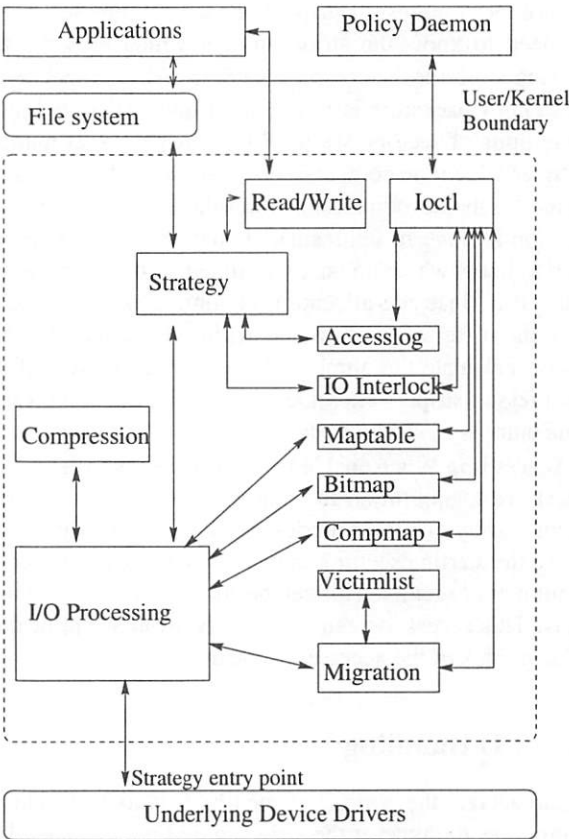 Applications
Policy Daemon
File system
User/Kernel
Boundary
Read/Write
Ioctl
Strategy
Accesslog
IO Interlock
Compression
Maptable
Bitmap
Compmap
Victimlist
I/O Processing
Migration
Strategy entry point
Underlying Device Drivers